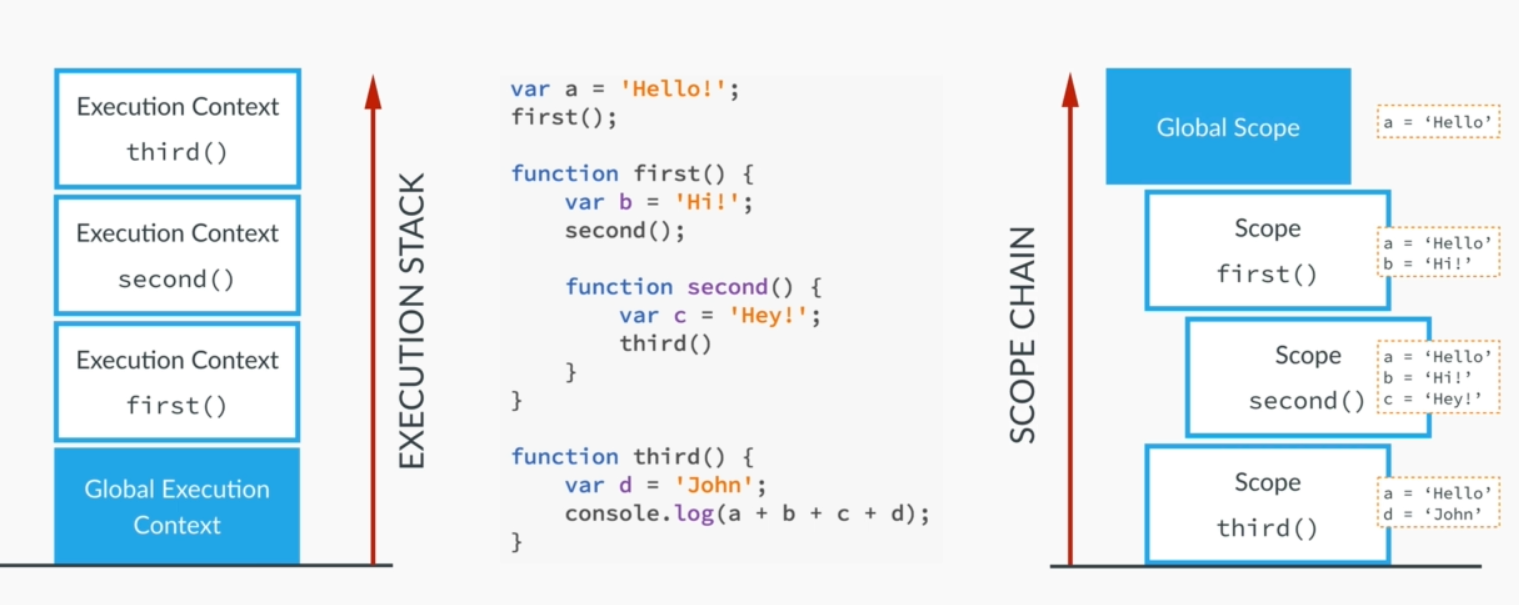 Execution Context
third()
Execution Context
second()
Execution Context
first()
Global Execution
Context
EXECUTION STACK
var a = 'Hello!';
first();
function first() {
    var b = 'Hi!';
    second();
    function second() {
        var c = 'Hey!';
        third()
    }
}
function third() {
    var d = 'John';
    console.log(a + b + c + d);
}
SCOPE CHAIN
Global Scope
a = ‘Hello’
Scope
first()
a = ‘Hello’
b = ‘Hi!’
Scope
second()
a = ‘Hello’
b = ‘Hi!’
c = ‘Hey!’
Scope
third()
a = ‘Hello’
d = ‘John’